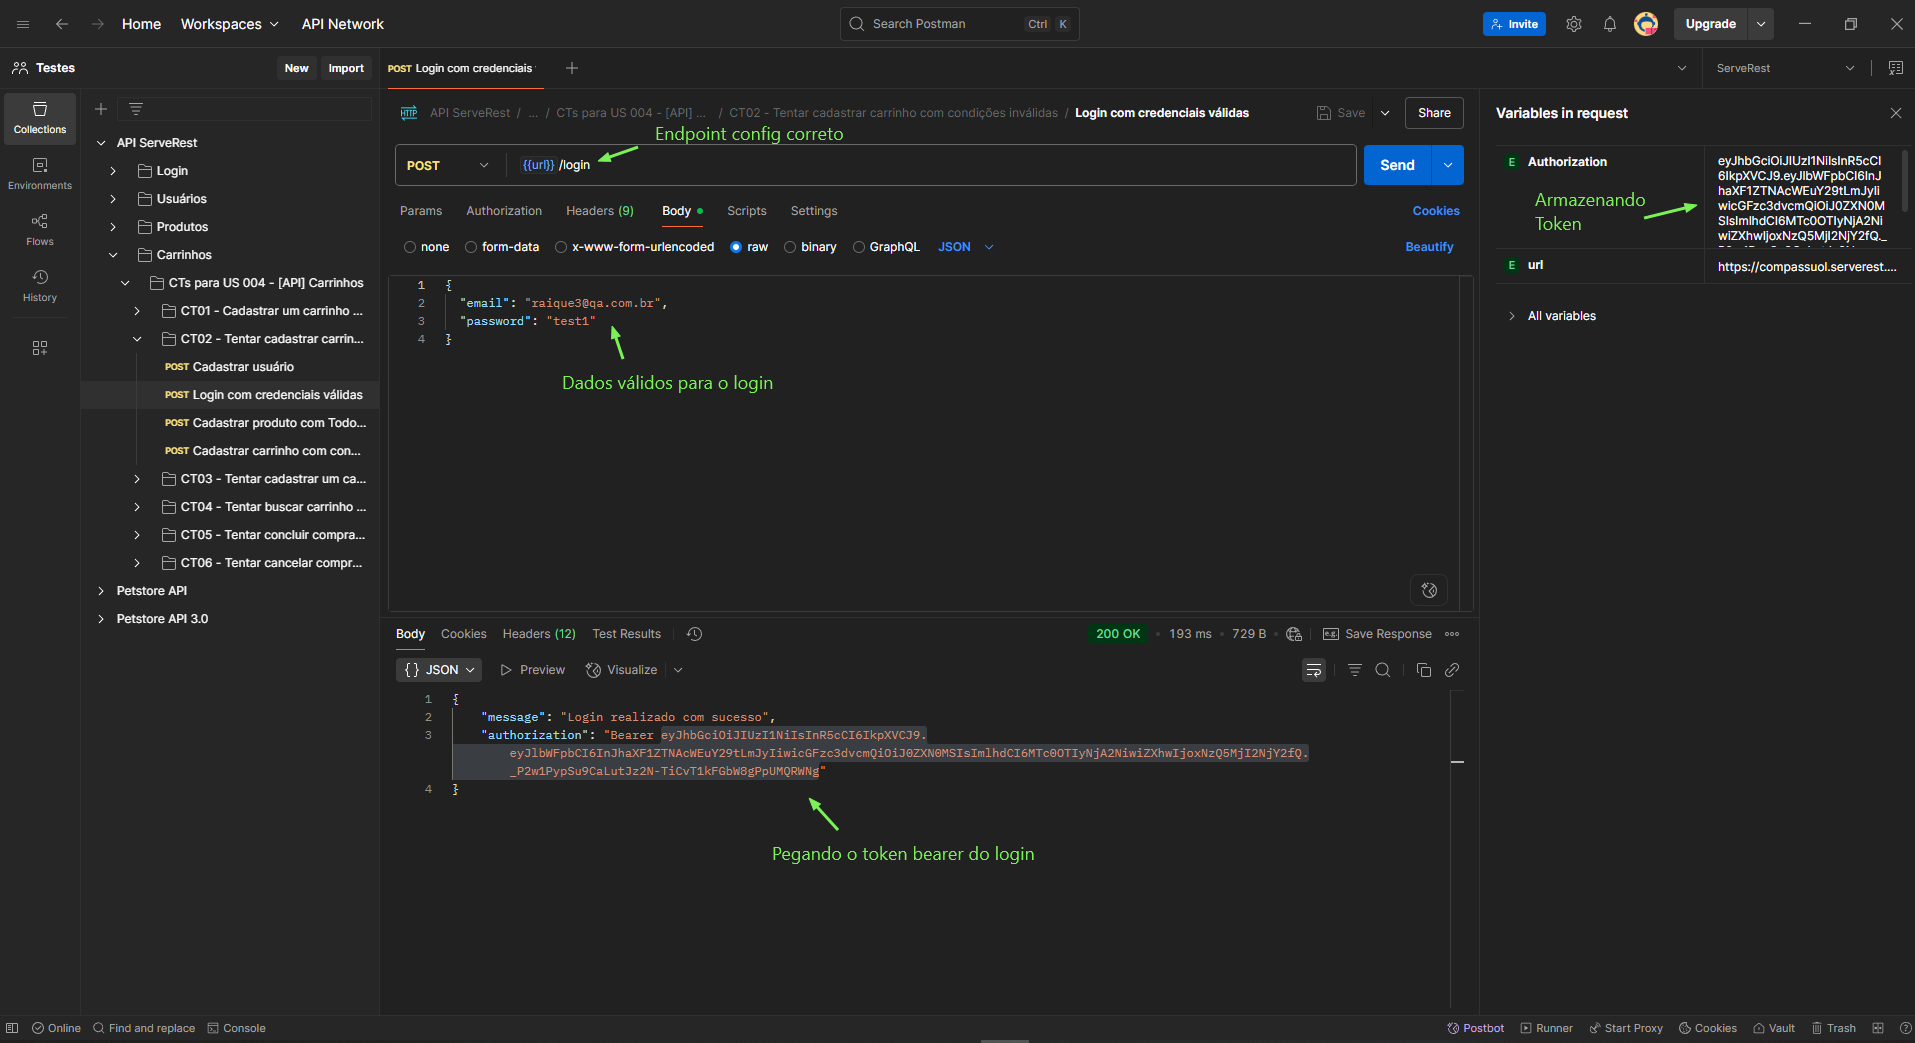 Home
Workspaces
API Network
Search Postman
Ctrl
K
Invite
Upgrade
Testes
New
Import
POST Login com credenciais
ServeRest
Collections
Environments
Flows
History
API ServeRest
Login
Usuários
Produtos
Carrinhos
CTs para US 004 - [API] Carrinhos
CT01 - Cadastrar um carrinho ...
CT02 - Tentar cadastrar carrin...
POST Cadastrar usuário
POST Login com credenciais válidas
POST Cadastrar produto com Todo...
POST Cadastrar carrinho com con...
CT03 - Tentar cadastrar um ca...
CT04 - Tentar buscar carrinho ...
CT05 - Tentar concluir compra...
CT06 - Tentar cancelar compr...
Petstore API
Petstore API 3.0
HTTP API ServeRest / ... / CTs para US 004 - [API] ... / CT02 - Tentar cadastrar carrinho com condições inválidas / Login com credenciais válidas
Save
Share
Endpoint config correto
POST
{{url}} /login
Send
Params
Authorization
Headers (9)
Body
Scripts
Settings
Cookies
none
form-data
x-www-form-urlencoded
raw
binary
GraphQL
JSON
Beautify
1 {
2 "email": "raique3@qa.com.br",
3 "password": "test1"
4 }
Dados válidos para o login
Body
Cookies
Headers (12)
Test Results
200 OK
193 ms
729 B
e.g.
Save Response
{} JSON
Preview
Visualize
1 {
2 "message": "Login realizado com sucesso",
3 "authorization": "Bearer eyJhbGciOiJIUzI1NiIsInR5cCI6IkpXVCJ9.
eyJlbWFpbCI6InJhaXF1ZTNAcWEuY29tLmJyIiwicGFzc3dvcmQiOiJ0ZXN0MSIsImlhdCI6MTc0OTIyNjA2NiwiZXhwIjoxNzQ5MjI2NjY2fQ.
_P2w1PypSu9CaLutJz2N-TiCvT1kFGbW8gPpUMQRWNg"
4 }
Pegando o token bearer do login
Variables in request
E Authorization
eyJhbGciOiJIUzI1NiIsInR5cCI
6IkpXVCJ9.eyJlbWFpbCI6InJ
haXF1ZTNAcWEuY29tLmJyIi
wicGFzc3dvcmQiOiJ0ZXN0M
SIsImlhdCI6MTc0OTIyNjA2Ni
wiZXhwIjoxNzQ5MjI2NjY2fQ._
Armazenando
Token
E url
https://compassuol.serverest....
All variables
Online
Find and replace
Console
Postbot
Runner
Start Proxy
Cookies
Vault
Trash